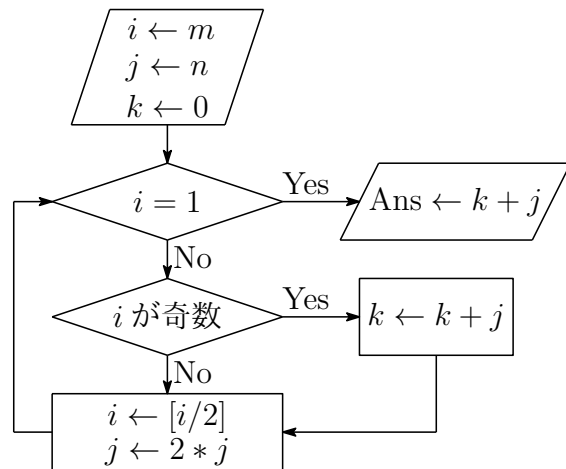 i ← m
j ← n
k ← 0
i = 1
Yes
Ans ← k + j
No
i が奇数
Yes
k ← k + j
No
i ← [i/2]
j ← 2 * j